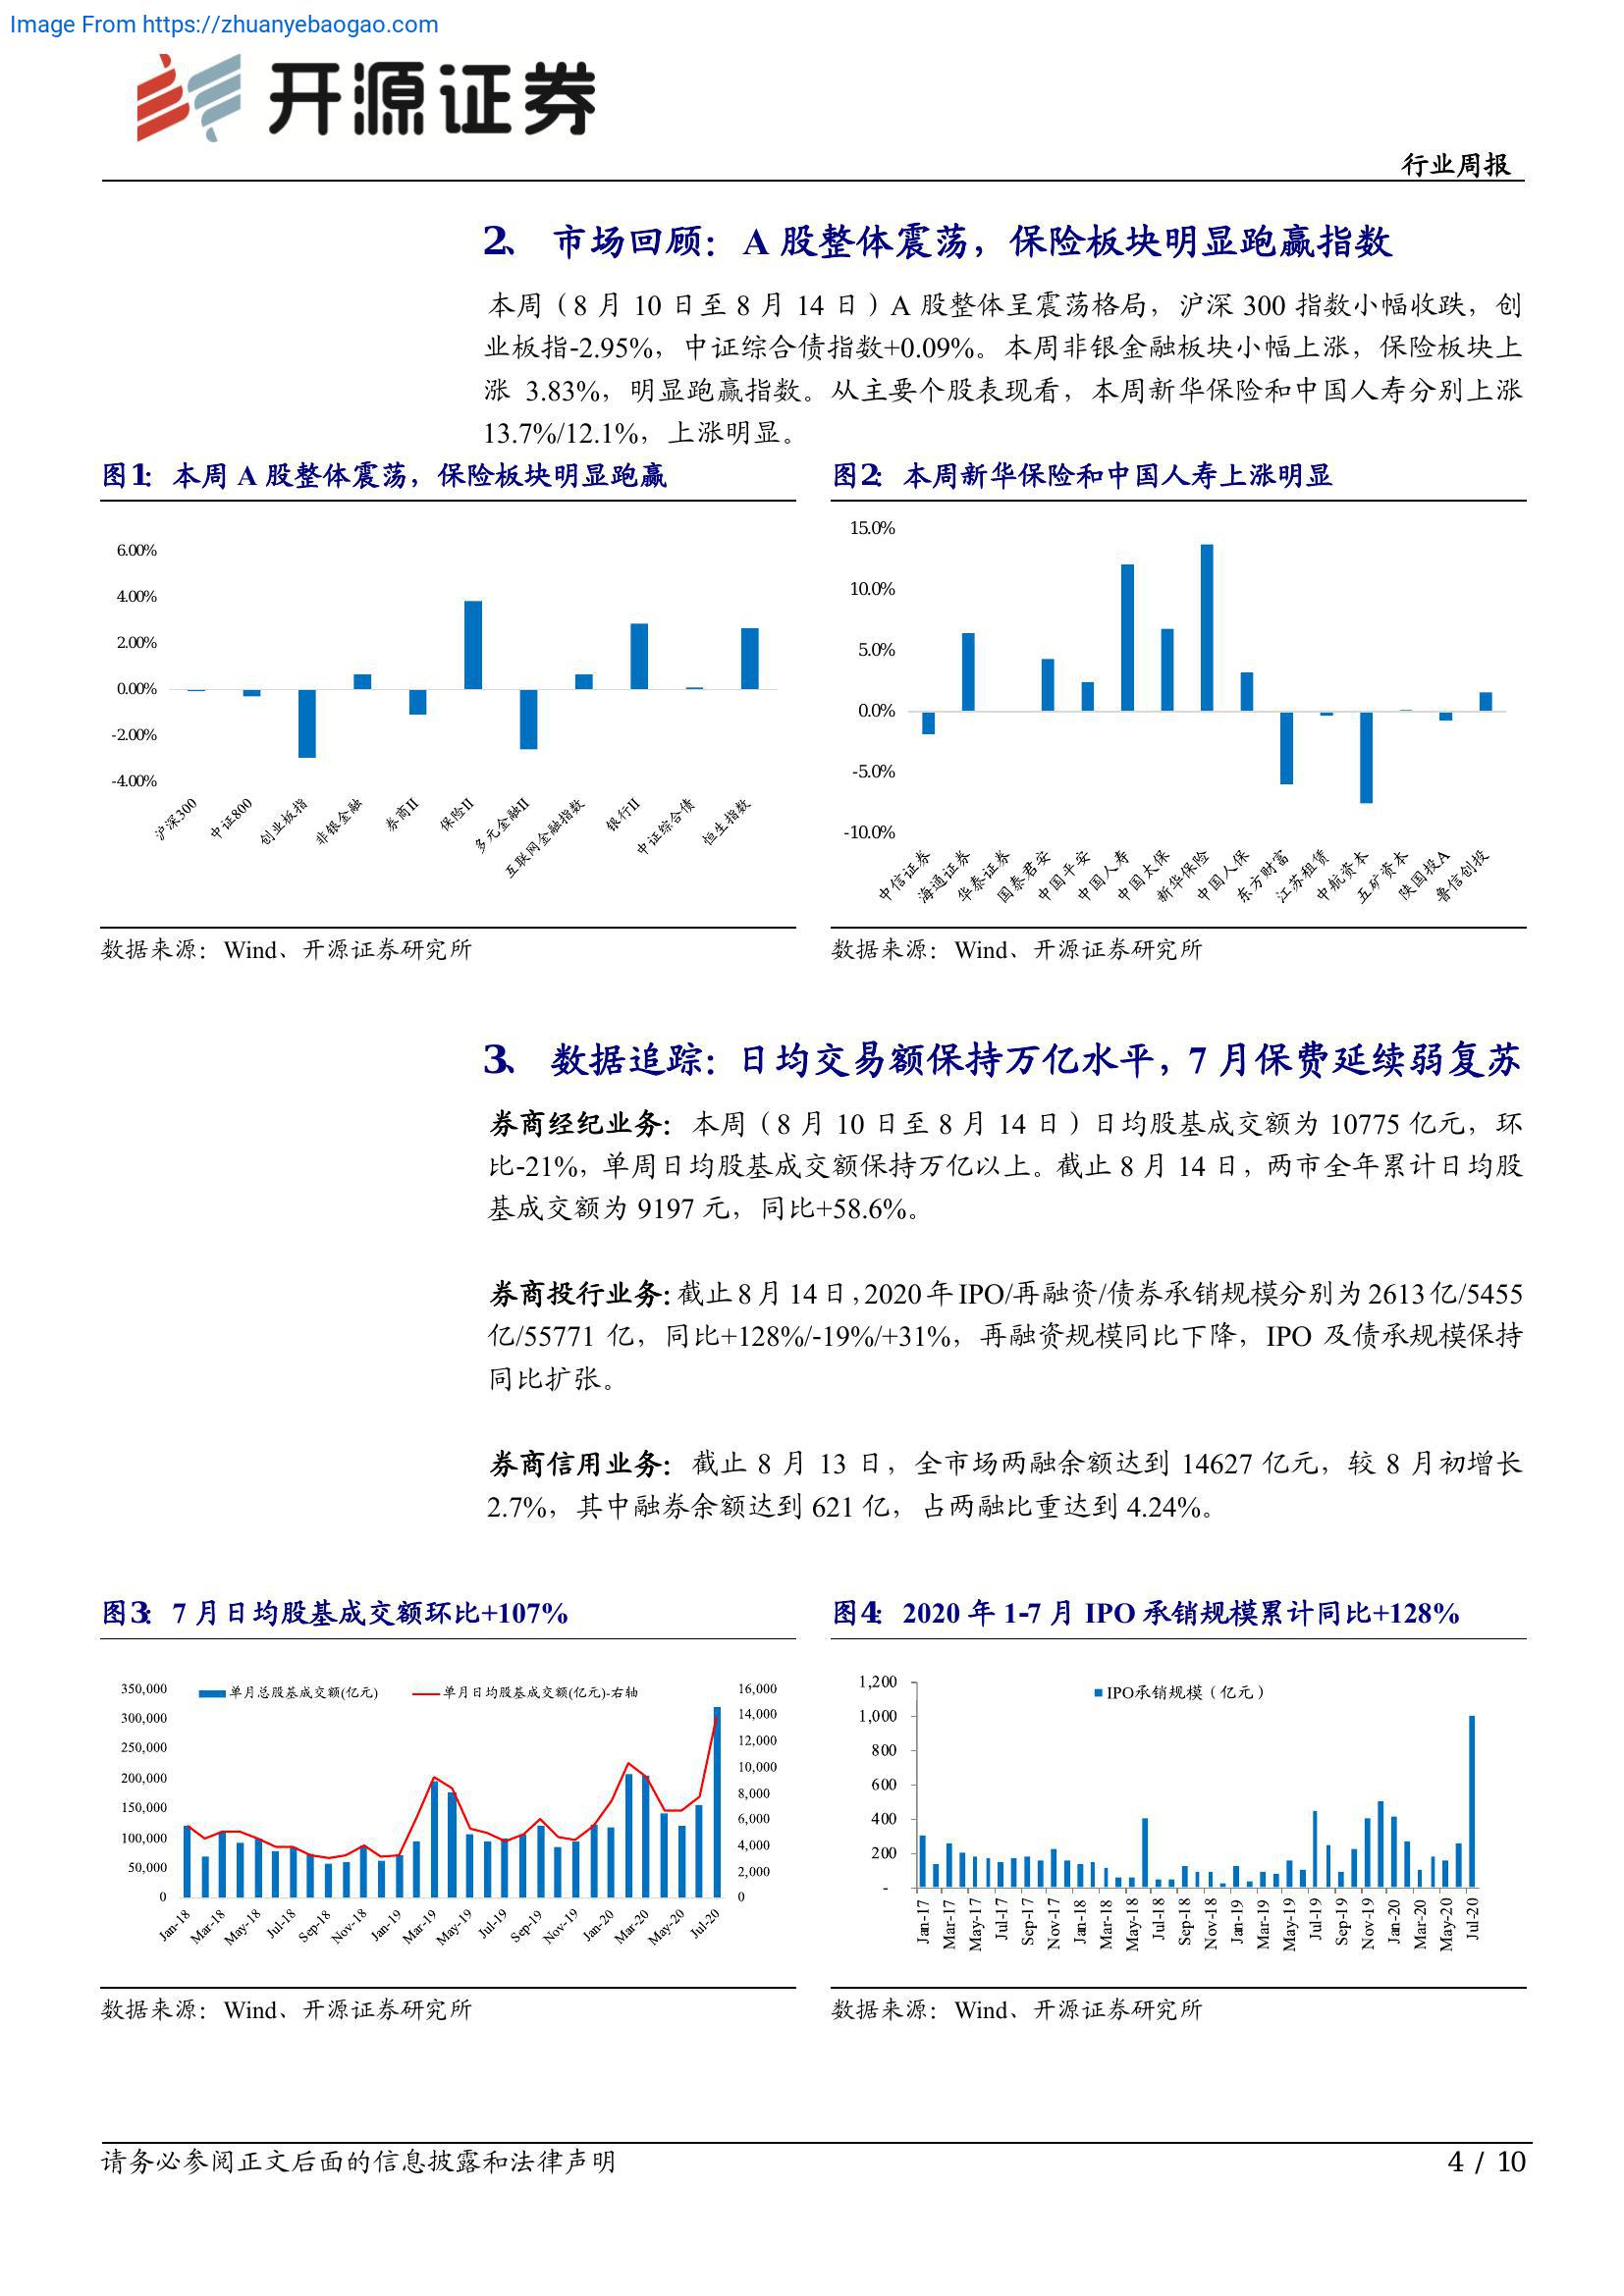 Image From https://zhuanyebaogao.com
开源证券
行业周报
2、 市场回顾：A 股整体震荡，保险板块明显跑赢指数
本周（8 月 10 日至 8 月 14 日）A 股整体呈震荡格局，沪深 300 指数小幅收跌，创
业板指-2.95%，中证综合债指数+0.09%。本周非银金融板块小幅上涨，保险板块上
涨 3.83%，明显跑赢指数。从主要个股表现看，本周新华保险和中国人寿分别上涨
13.7%/12.1%，上涨明显。
图1： 本周 A 股整体震荡，保险板块明显跑赢
6.00%
4.00%
2.00%
0.00%
-2.00%
-4.00%
沪深300
中证800
创业板指
非银金融
券商II
保险II
多元金融II
互联网金融指数
银行II
中证综合债
恒生指数
数据来源：Wind、开源证券研究所
图2： 本周新华保险和中国人寿上涨明显
15.0%
10.0%
5.0%
0.0%
-5.0%
-10.0%
中信证券
海通证券
华泰证券
国泰君安
中国平安
中国人寿
中国太保
新华保险
中国人保
东方财富
江苏租赁
中航资本
五矿资本
陕国投A
鲁信创投
数据来源：Wind、开源证券研究所
3、 数据追踪：日均交易额保持万亿水平，7 月保费延续弱复苏
券商经纪业务：本周（8 月 10 日至 8 月 14 日）日均股基成交额为 10775 亿元，环
比-21%，单周日均股基成交额保持万亿以上。截止 8 月 14 日，两市全年累计日均股
基成交额为 9197 元，同比+58.6%。
券商投行业务：截止 8 月 14 日，2020 年 IPO/再融资/债券承销规模分别为 2613 亿/5455
亿/55771 亿，同比+128%/-19%/+31%，再融资规模同比下降，IPO 及债承规模保持
同比扩张。
券商信用业务：截止 8 月 13 日，全市场两融余额达到 14627 亿元，较 8 月初增长
2.7%，其中融券余额达到 621 亿，占两融比重达到 4.24%。
图3： 7 月日均股基成交额环比+107%
单月总股基成交额(亿元)
单月日均股基成交额(亿元)-右轴
350,000
300,000
250,000
200,000
150,000
100,000
50,000
0
16,000
14,000
12,000
10,000
8,000
6,000
4,000
2,000
0
Jan-18
Mar-18
May-18
Jul-18
Sep-18
Nov-18
Jan-19
Mar-19
May-19
Jul-19
Sep-19
Nov-19
Jan-20
Mar-20
May-20
Jul-20
数据来源：Wind、开源证券研究所
图4： 2020 年 1-7 月 IPO 承销规模累计同比+128%
IPO承销规模（亿元）
1,200
1,000
800
600
400
200
-
Jan-17
Mar-17
May-17
Jul-17
Sep-17
Nov-17
Jan-18
Mar-18
May-18
Jul-18
Sep-18
Nov-18
Jan-19
Mar-19
May-19
Jul-19
Sep-19
Nov-19
Jan-20
Mar-20
May-20
Jul-20
数据来源：Wind、开源证券研究所
请务必参阅正文后面的信息披露和法律声明
4 / 10